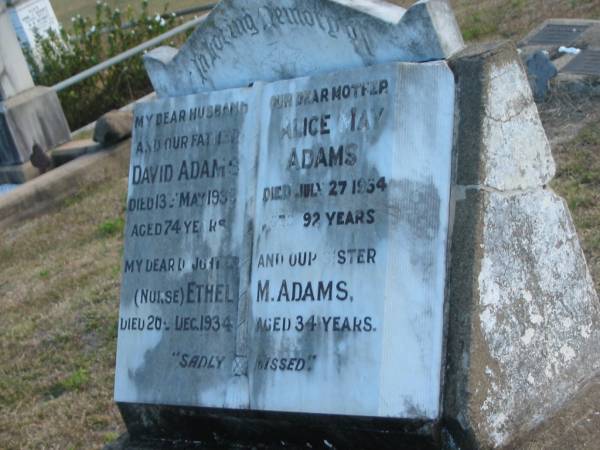 In Loving Memory of
MY DEAR HUSBAND
AND OUR FATHER
DAVID ADAMS
DIED 13 MAY
AGED 74 YEARS
MY DEAR DAUGHTER
(NURSE) ETHEL
DIED 20 DEC. 1934
OUR DEAR MOTHER
ALICE MAY
ADAMS
DIED JULY 27 1954
AGED 92 YEARS
AND OUR SISTER
M. ADAMS,
AGED 34 YEARS.
"SADLY MISSED."